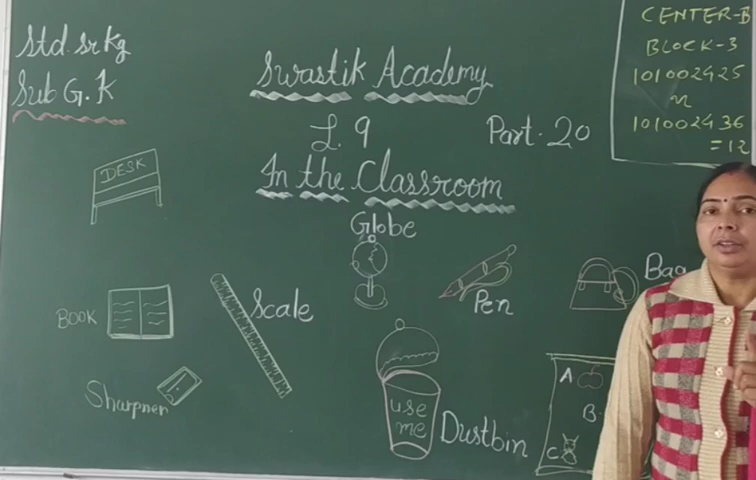 Std. Sr Kg
Sub G.K
Swastik Academy
L. 9
Part. 20
In the Classroom
CENTER-B
BLOCK-3
101002425
101002436
=12
DESK
Globe
BOOK
Scale
Pen
Bag
Sharpner
use
me
Dustbin
A
B
C